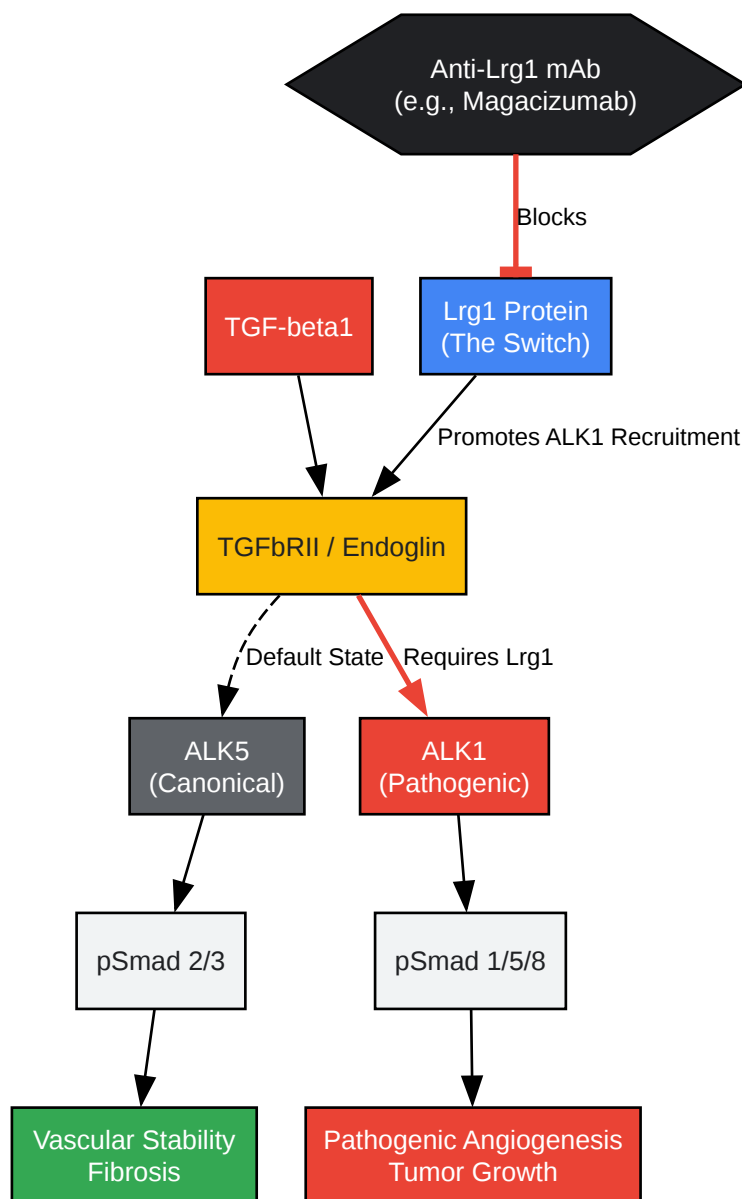 Anti-Lrg1 mAb
(e.g., Magacizumab)
Blocks
TGF-beta1
Lrg1 Protein
(The Switch)
Promotes ALK1 Recruitment
TGFbRII / Endoglin
Default State
Requires Lrg1
ALK5
(Canonical)
ALK1
(Pathogenic)
pSmad 2/3
pSmad 1/5/8
Vascular Stability
Fibrosis
Pathogenic Angiogenesis
Tumor Growth